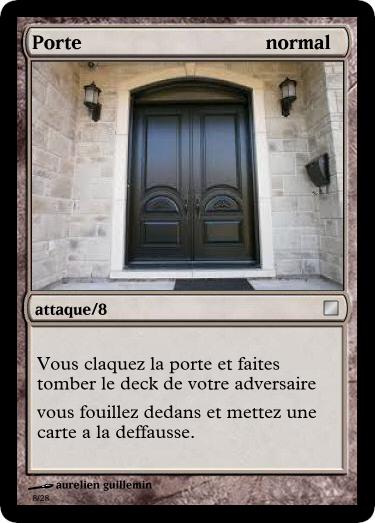 Porte normal
attaque/8
Vous claquez la porte et faites
tomber le deck de votre adversaire
vous fouillez dedans et mettez une
carte a la deffausse.
aurelien guillemin
8/28